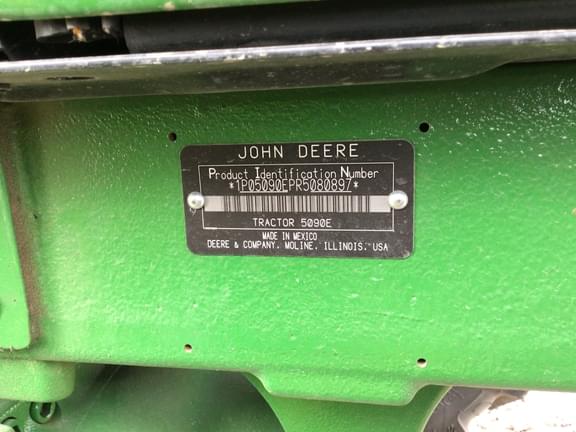 JOHN DEERE
Product Identification Number
*1P05090EPR5080897*
TRACTOR 5090E
MADE IN MEXICO
DEERE & COMPANY, MOLINE, ILLINOIS, USA